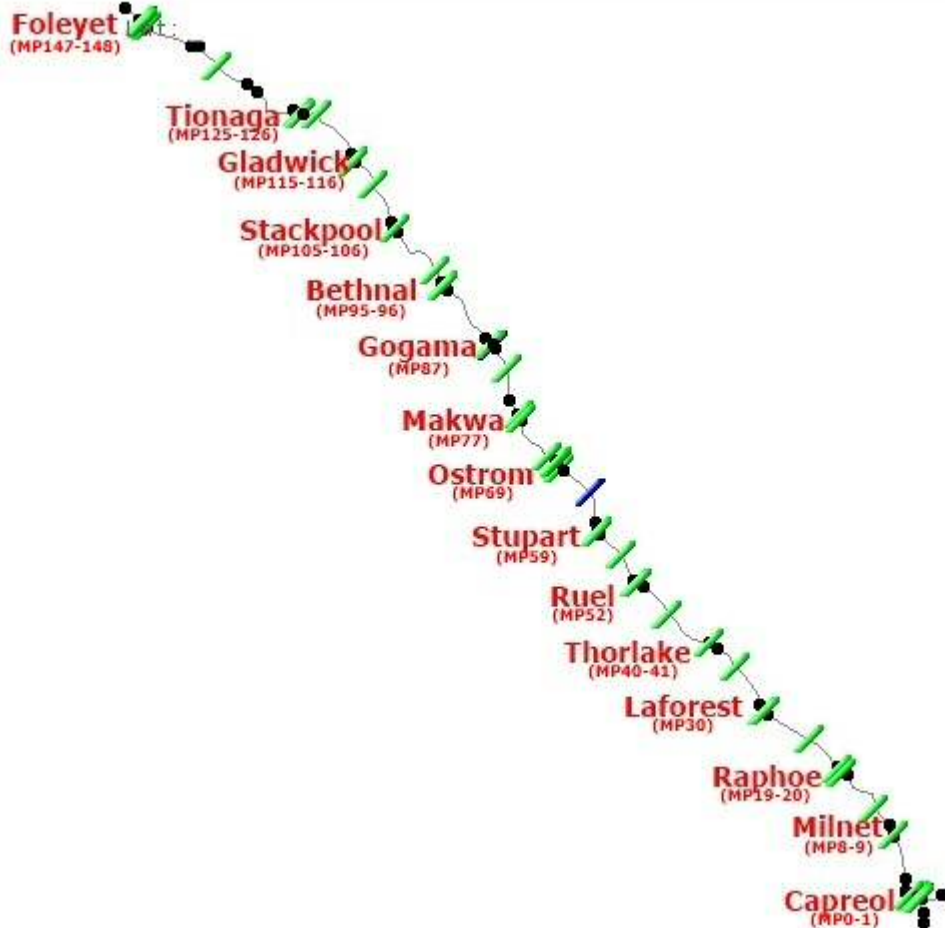 Foleyet
(MP147-148)
Tionaga
(MP125-126)
Gladwick
(MP115-116)
Stackpool
(MP105-106)
Bethnal
(MP95-96)
Gogama
(MP87)
Makwa
(MP77)
Ostrom
(MP69)
Stupart
(MP59)
Ruel
(MP52)
Thorlake
(MP40-41)
Laforest
(MP30)
Raphoe
(MP19-20)
Milnet
(MP8-9)
Capreol
(MP0-1)